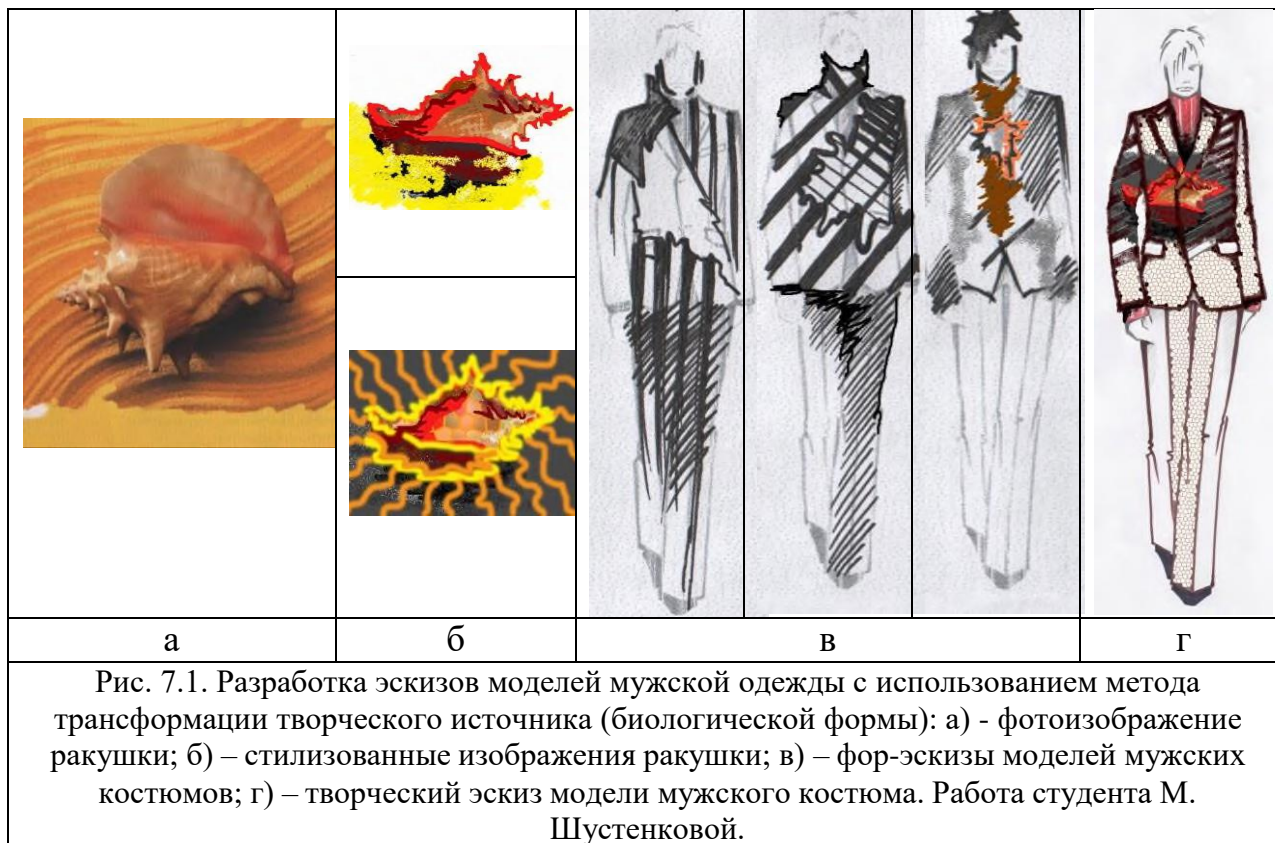 а
б
в
г
Рис. 7.1. Разработка эскизов моделей мужской одежды с использованием метода
трансформации творческого источника (биологической формы): а) - фотоизображение
ракушки; б) – стилизованные изображения ракушки; в) – фор-эскизы моделей мужских
костюмов; г) – творческий эскиз модели мужского костюма. Работа студента М.
Шустенковой.